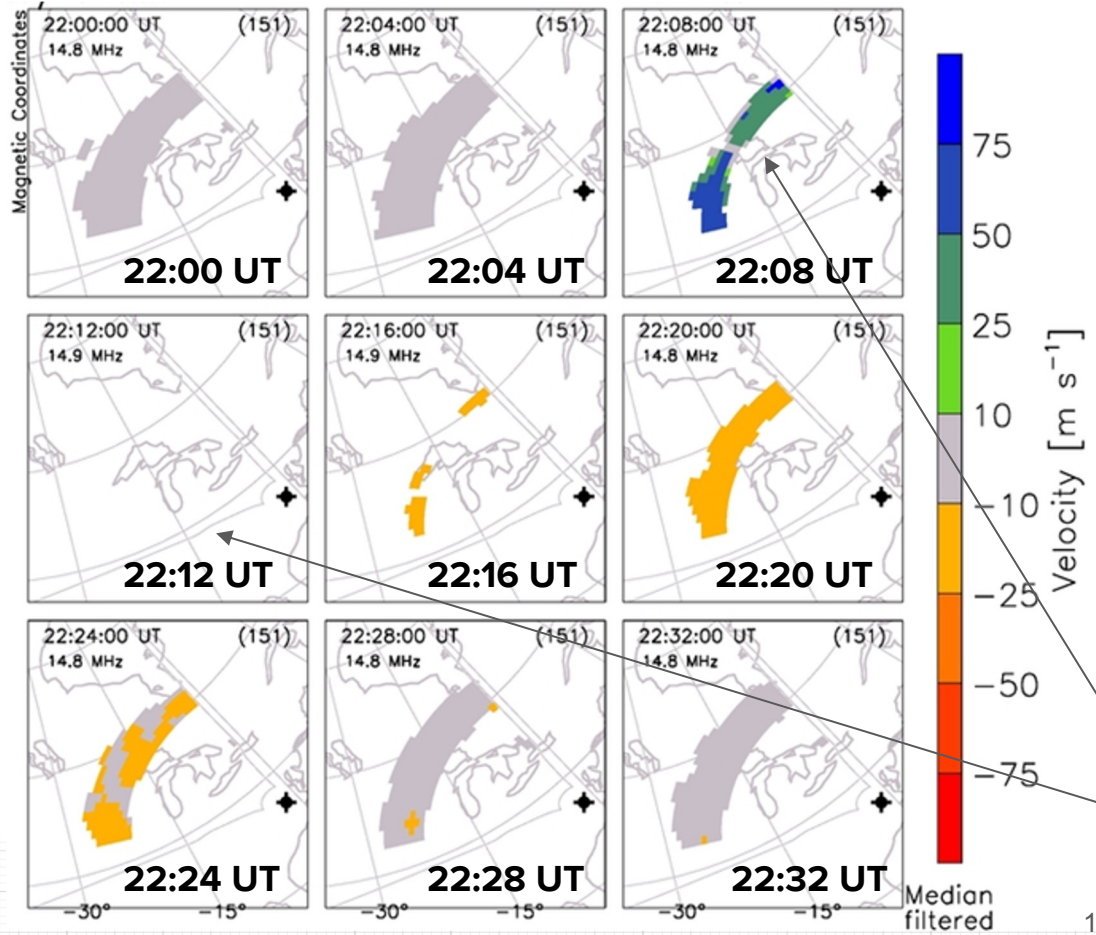 Magnetic Coordinates
22:00:00 UT (151)
14.8 MHz
22:00 UT
22:04:00 UT (151)
14.8 MHz
22:04 UT
22:08:00 UT (151)
14.8 MHz
22:08 UT
22:12:00 UT (151)
14.9 MHz
22:12 UT
22:16:00 UT (151)
14.9 MHz
22:16 UT
22:20:00 UT (151)
14.8 MHz
22:20 UT
22:24:00 UT (151)
14.8 MHz
22:24 UT
22:28:00 UT (151)
14.8 MHz
22:28 UT
22:32:00 UT (151)
14.8 MHz
22:32 UT
−30° −15° −30° −15° −30° −15°
75
50
25
10
−10
−25
−50
−75
Velocity [m s⁻¹]
Median
filtered
1